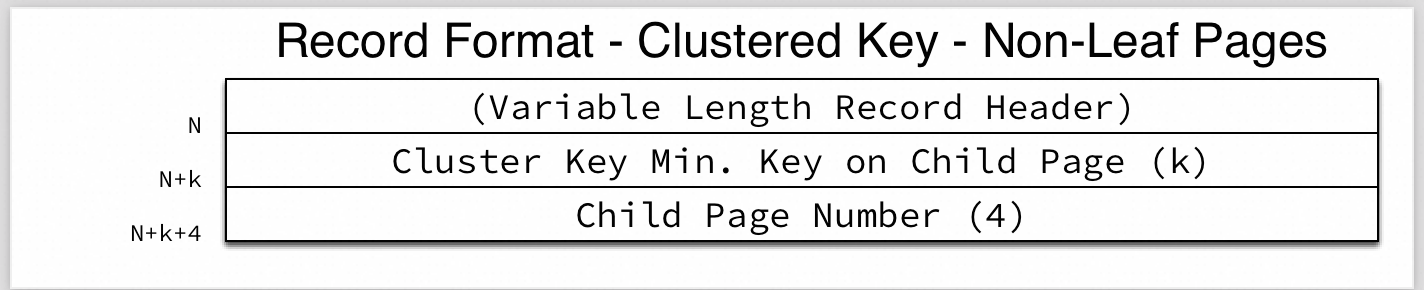 Record Format - Clustered Key - Non-Leaf Pages
(Variable Length Record Header)
N
Cluster Key Min. Key on Child Page (k)
N+k
Child Page Number (4)
N+k+4